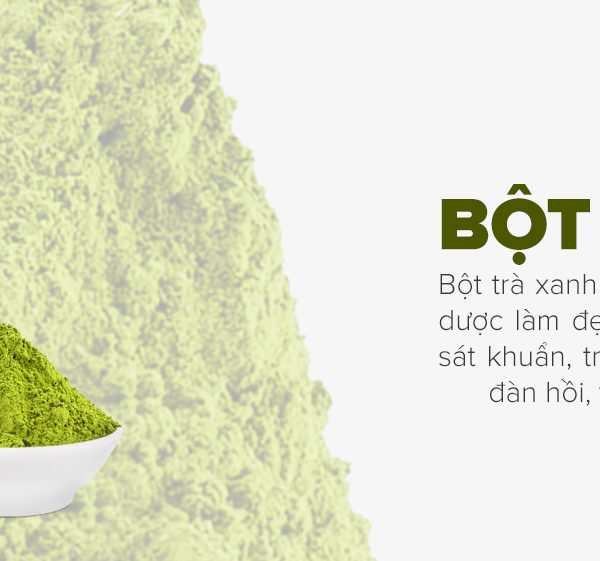 BỘT
Bột trà xanh
dược làm
sát khuẩn,
đàn hồi,